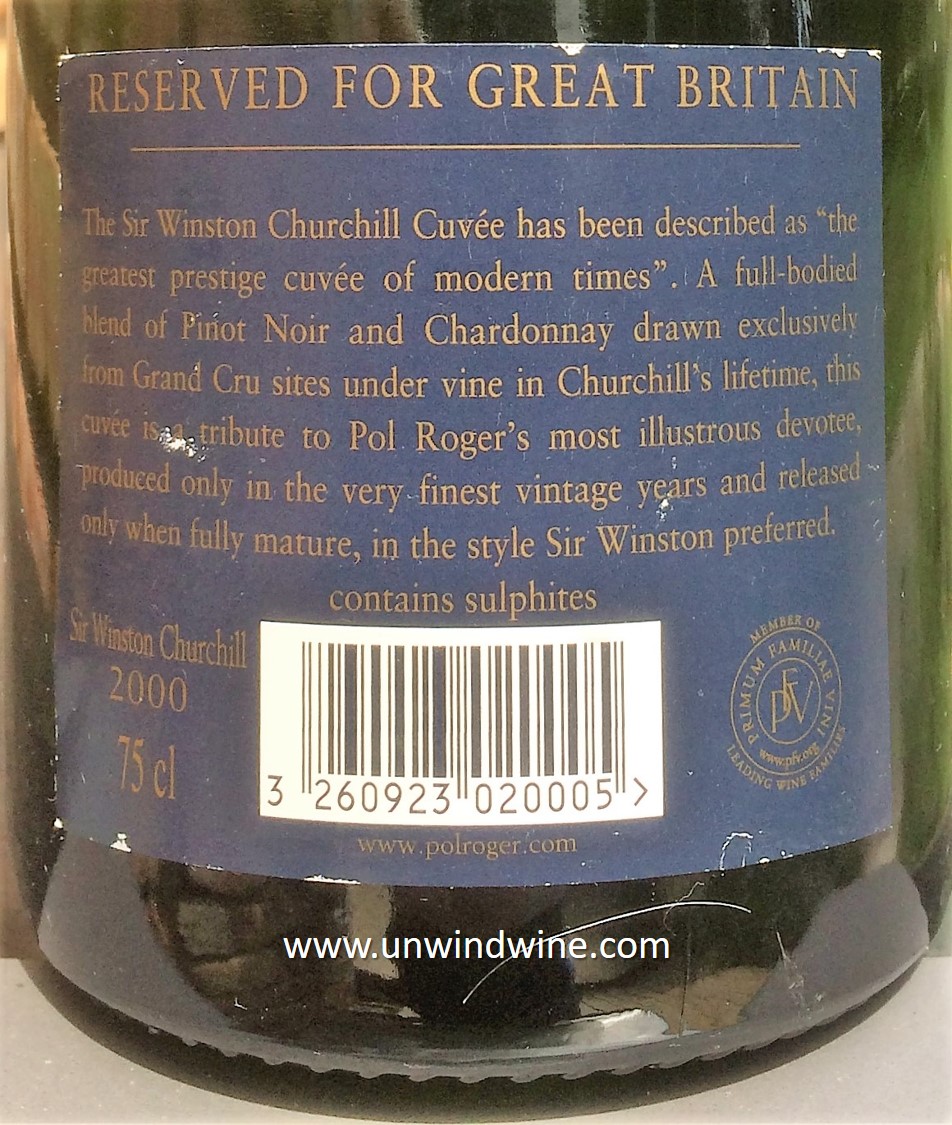 RESERVED FOR GREAT BRITAIN
The Sir Winston Churchill Cuvée has been described as “the
greatest prestige cuvée of modern times”. A full-bodied
blend of Pinot Noir and Chardonnay drawn exclusively
from Grand Cru sites under vine in Churchill’s lifetime, this
cuvée is a tribute to Pol Roger’s most illustrous devotee,
produced only in the very finest vintage years and released
only when fully mature, in the style Sir Winston preferred.
contains sulphites
Sir Winston Churchill
2000
75 cl
3 260923 020005 >
MEMBER OF
PRIMUM FAMILIAE VINI
PFV
www.pfv.org
LEADING WINE FAMILIES
www.polroger.com
www.unwindwine.com